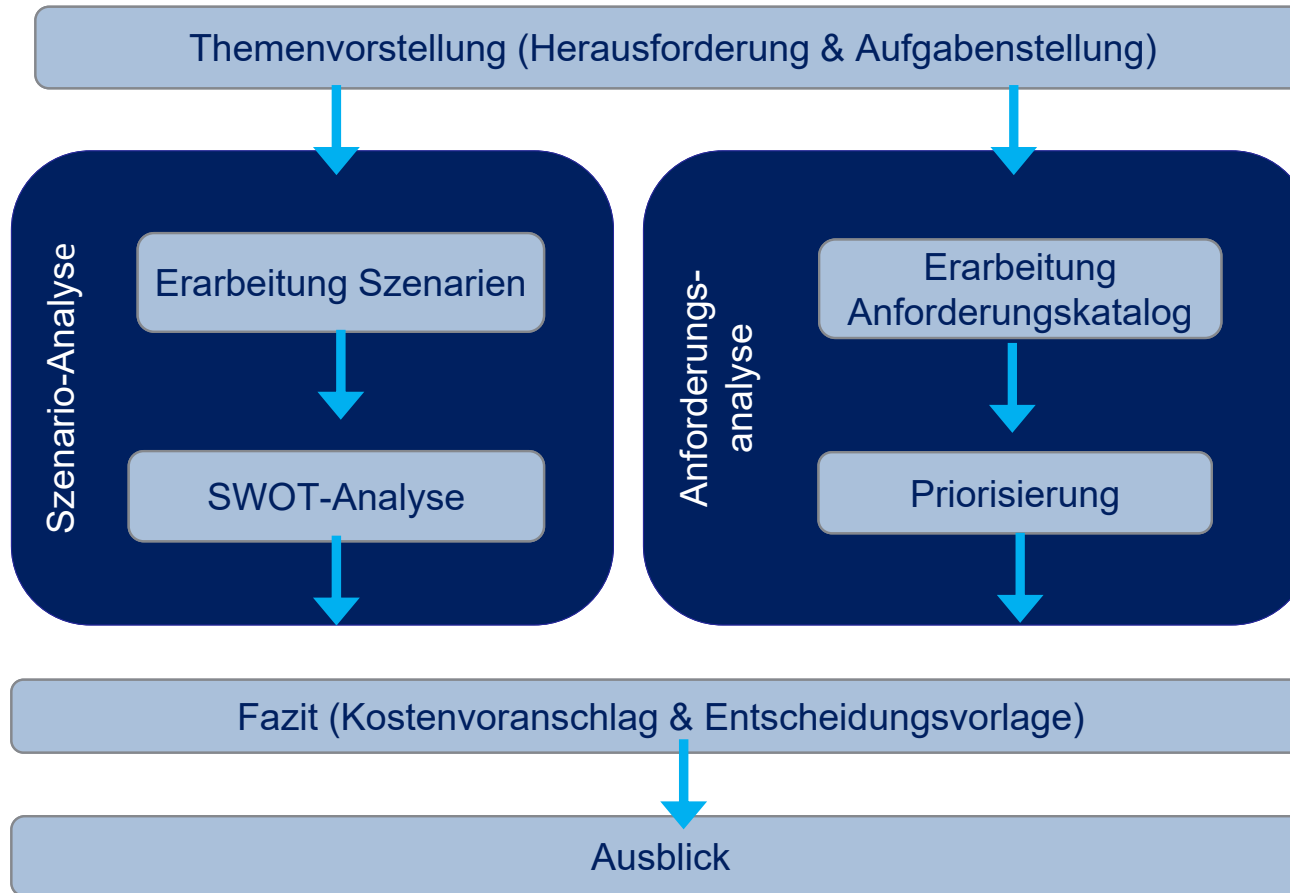 Themenvorstellung (Herausforderung & Aufgabenstellung)
Szenario-Analyse
Erarbeitung Szenarien
SWOT-Analyse
Anforderungs-
analyse
Erarbeitung
Anforderungskatalog
Priorisierung
Fazit (Kostenvoranschlag & Entscheidungsvorlage)
Ausblick